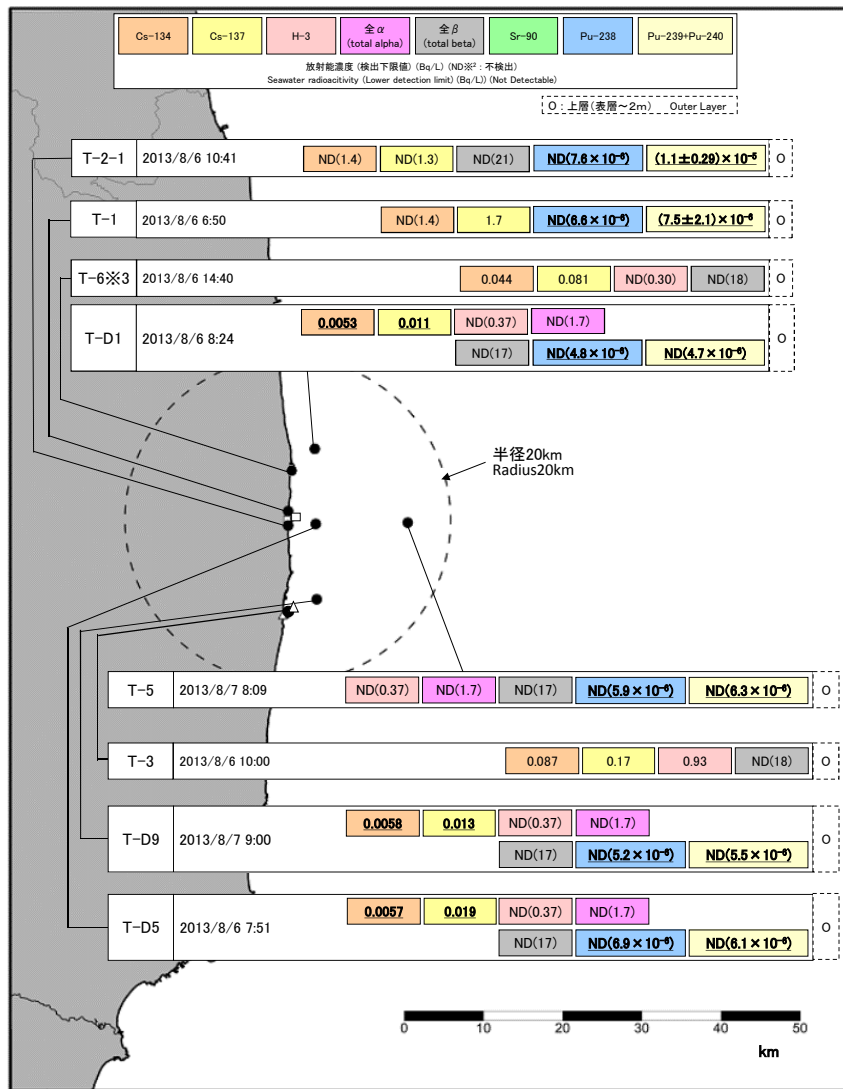 Cs-134 Cs-137 H-3 全α (total alpha) 全β (total beta) Sr-90 Pu-238 Pu-239+Pu-240
放射能濃度 (検出下限値) (Bq/L) (ND※² : 不検出)
Seawater radioacitivity (Lower detection limit) (Bq/L)) (Not Detectable)
O : 上層(表層～2m) Outer Layer
T-2-1 2013/8/6 10:41 ND(1.4) ND(1.3) ND(21) ND(7.6×10⁻⁶) (1.1±0.29)×10⁻⁵ O
T-1 2013/8/6 6:50 ND(1.4) 1.7 ND(6.6×10⁻⁶) (7.5±2.1)×10⁻⁶ O
T-6※3 2013/8/6 14:40 0.044 0.081 ND(0.30) ND(18) O
T-D1 2013/8/6 8:24 0.0053 0.011 ND(0.37) ND(1.7) O
ND(17) ND(4.8×10⁻⁶) ND(4.7×10⁻⁶)
半径20km
Radius20km
T-5 2013/8/7 8:09 ND(0.37) ND(1.7) ND(17) ND(5.9×10⁻⁶) ND(6.3×10⁻⁶) O
T-3 2013/8/6 10:00 0.087 0.17 0.93 ND(18) O
T-D9 2013/8/7 9:00 0.0058 0.013 ND(0.37) ND(1.7) O
ND(17) ND(5.2×10⁻⁶) ND(5.5×10⁻⁶)
T-D5 2013/8/6 7:51 0.0057 0.019 ND(0.37) ND(1.7) O
ND(17) ND(6.9×10⁻⁶) ND(6.1×10⁻⁶)
0 10 20 30 40 50
km